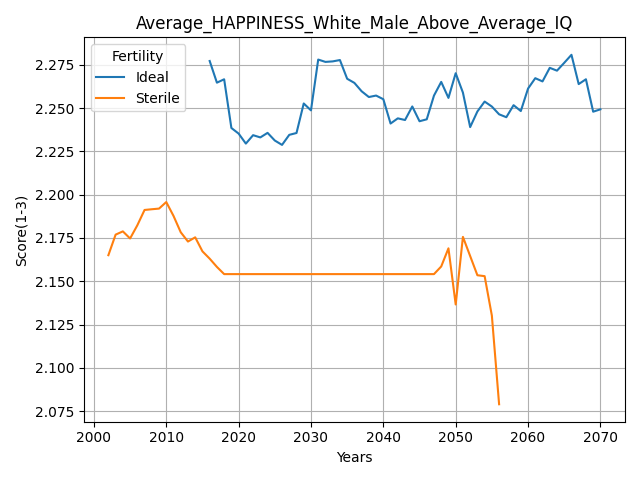 Average_HAPPINESS_White_Male_Above_Average_IQ
Fertility
Ideal
Sterile
2.275
2.250
2.225
2.200
2.175
2.150
2.125
2.100
2.075
Score(1-3)
2000 2010 2020 2030 2040 2050 2060 2070
Years